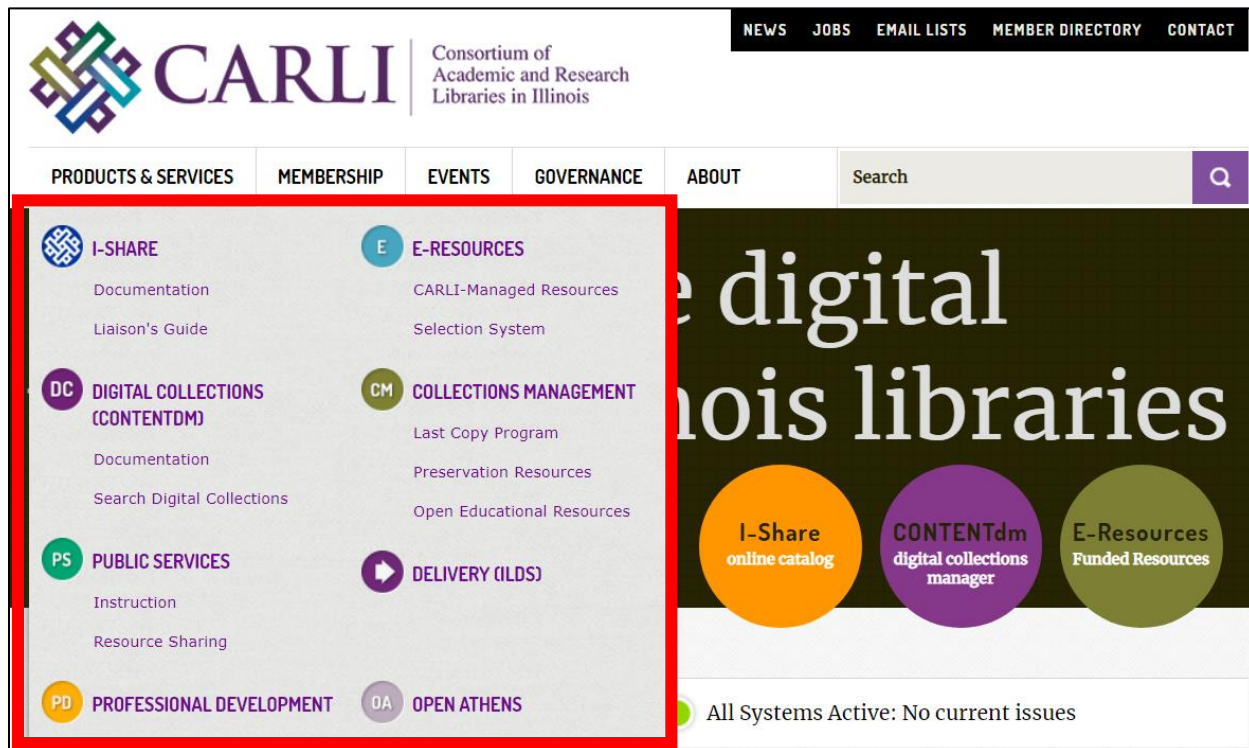 NEWS JOBS EMAIL LISTS MEMBER DIRECTORY CONTACT
CARLI
Consortium of
Academic and Research
Libraries in Illinois
PRODUCTS & SERVICES MEMBERSHIP EVENTS GOVERNANCE ABOUT Search
I-SHARE
Documentation
Liaison's Guide
DC DIGITAL COLLECTIONS
(CONTENTDM)
Documentation
Search Digital Collections
PS PUBLIC SERVICES
Instruction
Resource Sharing
PD PROFESSIONAL DEVELOPMENT
E E-RESOURCES
CARLI-Managed Resources
Selection System
CM COLLECTIONS MANAGEMENT
Last Copy Program
Preservation Resources
Open Educational Resources
DELIVERY (ILDS)
OA OPEN ATHENS
digital
libraries
I-Share
online catalog
CONTENTdm
digital collections
manager
E-Resources
Funded Resources
All Systems Active: No current issues